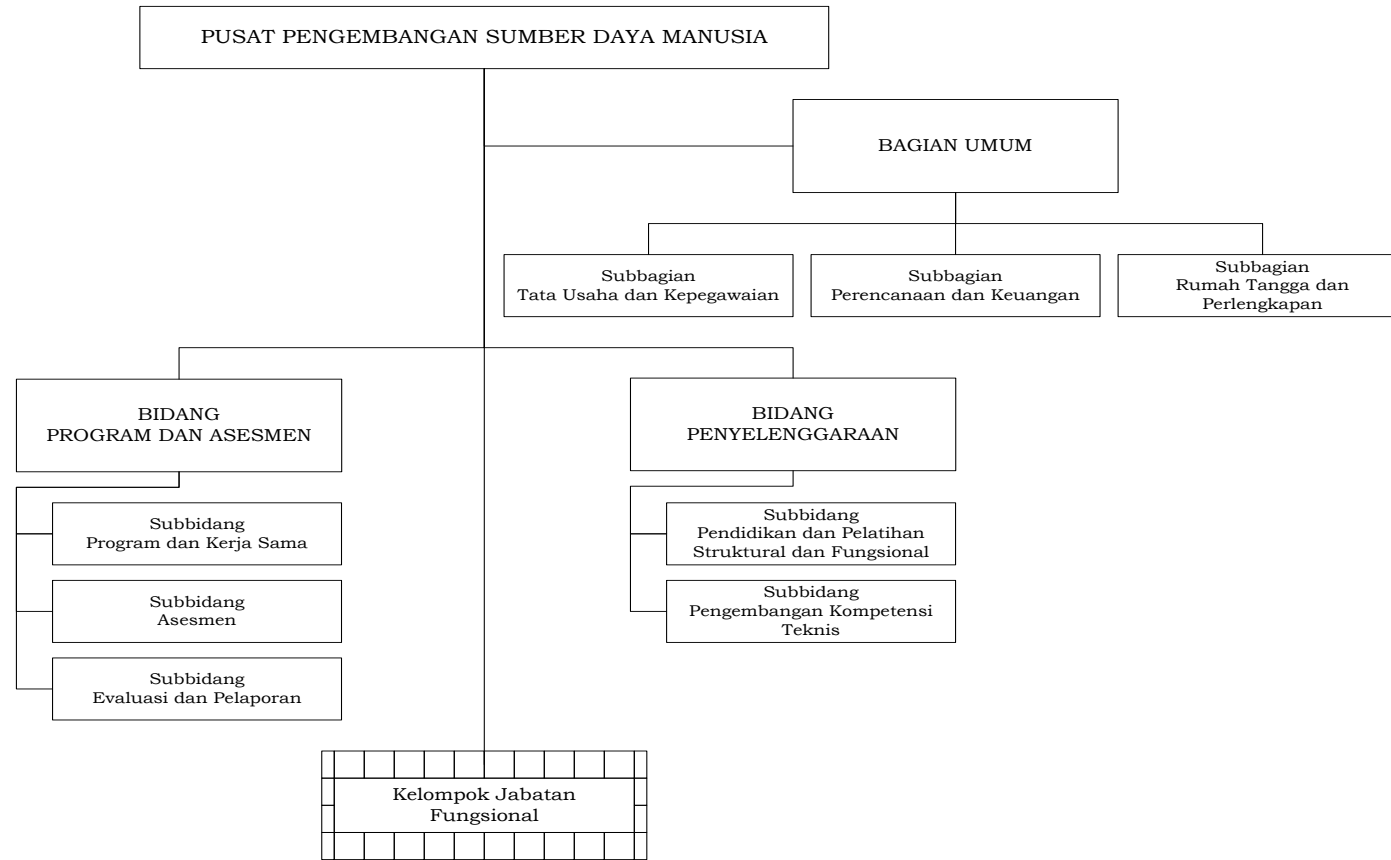 PUSAT PENGEMBANGAN SUMBER DAYA MANUSIA
BAGIAN UMUM
Subbagian
Tata Usaha dan Kepegawaian
Subbagian
Perencanaan dan Keuangan
Subbagian
Rumah Tangga dan
Perlengkapan
BIDANG
PROGRAM DAN ASESMEN
Subbidang
Program dan Kerja Sama
Subbidang
Asesmen
Subbidang
Evaluasi dan Pelaporan
BIDANG
PENYELENGGARAAN
Subbidang
Pendidikan dan Pelatihan
Struktural dan Fungsional
Subbidang
Pengembangan Kompetensi
Teknis
Kelompok Jabatan
Fungsional